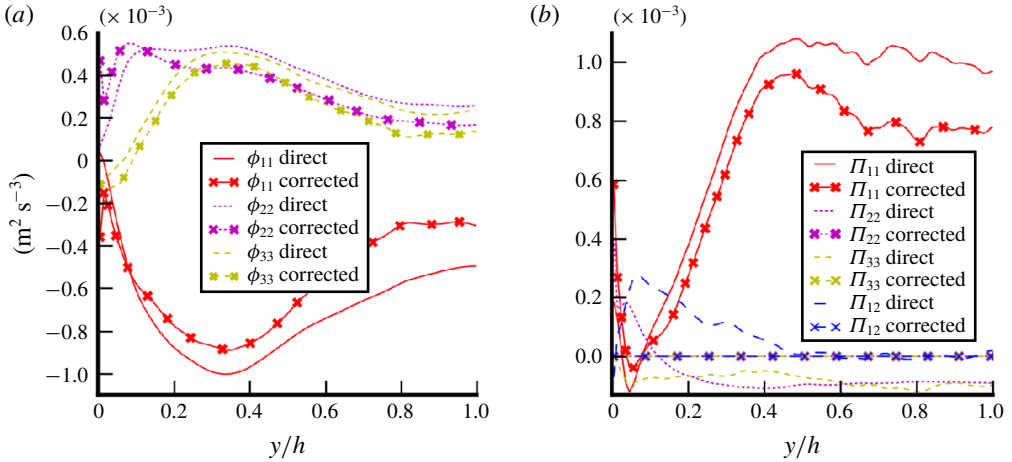 (a)
(× 10⁻³)
0.6
0.4
0.2
0
−0.2
−0.4
−0.6
−0.8
−1.0
(m² s⁻³)
ϕ₁₁ direct
ϕ₁₁ corrected
ϕ₂₂ direct
ϕ₂₂ corrected
ϕ₃₃ direct
ϕ₃₃ corrected
0 0.2 0.4 0.6 0.8 1.0
y/h
(b)
(× 10⁻³)
1.0
0.8
0.6
0.4
0.2
0.0
Π₁₁ direct
Π₁₁ corrected
Π₂₂ direct
Π₂₂ corrected
Π₃₃ direct
Π₃₃ corrected
Π₁₂ direct
Π₁₂ corrected
0 0.2 0.4 0.6 0.8 1.0
y/h